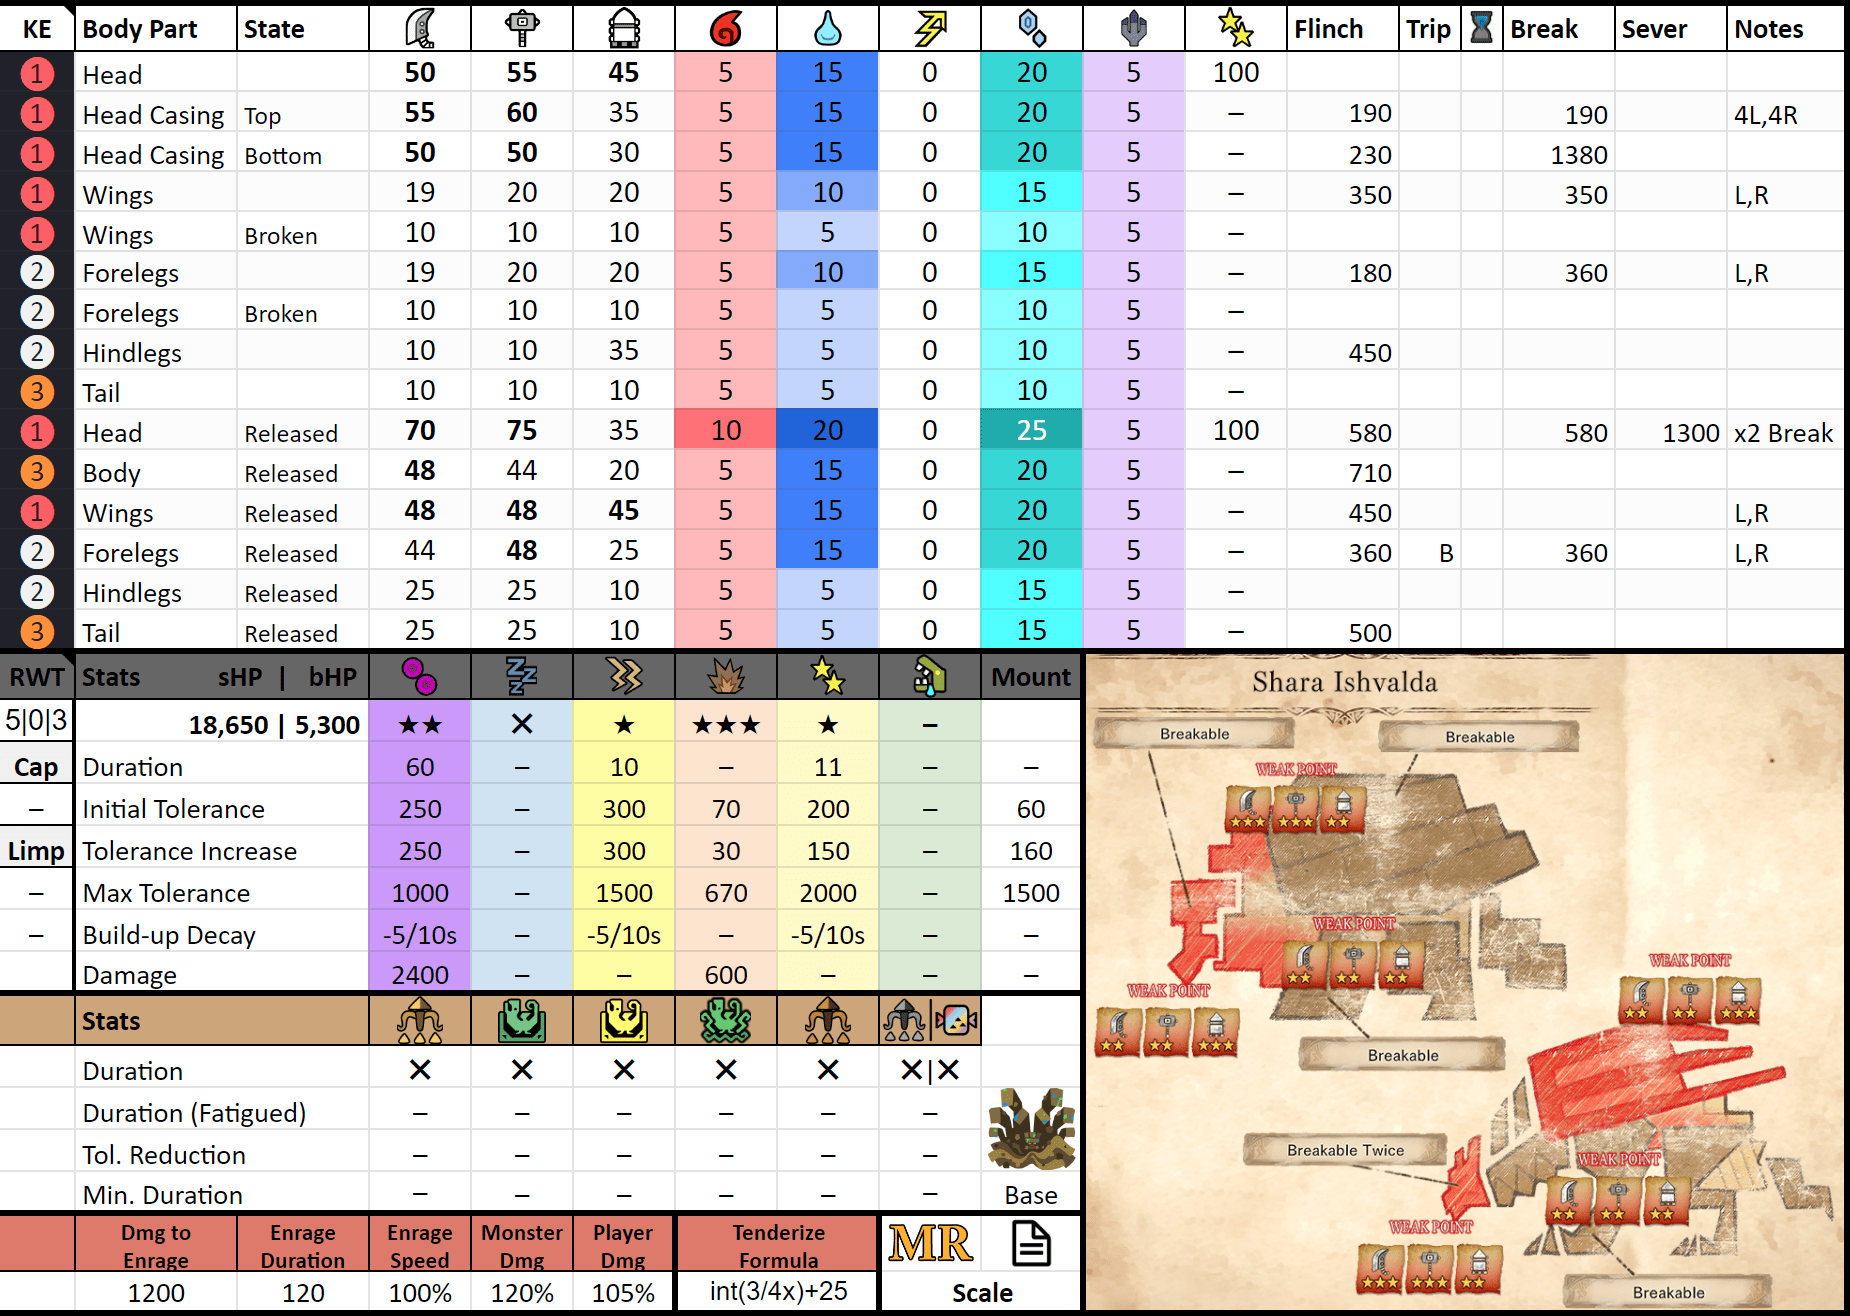 KE Body Part State Flinch Trip Break Sever Notes
1 Head 50 55 45 5 15 0 20 5 100
1 Head Casing Top 55 60 35 5 15 0 20 5 – 190 190 4L,4R
1 Head Casing Bottom 50 50 30 5 15 0 20 5 – 230 1380
1 Wings 19 20 20 5 10 0 15 5 – 350 350 L,R
1 Wings Broken 10 10 10 5 5 0 10 5 –
2 Forelegs 19 20 20 5 10 0 15 5 – 180 360 L,R
2 Forelegs Broken 10 10 10 5 5 0 10 5 –
2 Hindlegs 10 10 35 5 5 0 10 5 – 450
3 Tail 10 10 10 5 5 0 10 5 –
1 Head Released 70 75 35 10 20 0 25 5 100 580 580 1300 x2 Break
3 Body Released 48 44 20 5 15 0 20 5 – 710
1 Wings Released 48 48 45 5 15 0 20 5 – 450 L,R
2 Forelegs Released 44 48 25 5 15 0 20 5 – 360 B 360 L,R
2 Hindlegs Released 25 25 10 5 5 0 15 5 –
3 Tail Released 25 25 10 5 5 0 15 5 – 500
RWT Stats sHP | bHP Mount
5|0|3 18,650 | 5,300 ★★ ✕ ★ ★★★ ★ –
Cap Duration 60 – 10 – 11 – –
– Initial Tolerance 250 – 300 70 200 – 60
Limp Tolerance Increase 250 – 300 30 150 – 160
– Max Tolerance 1000 – 1500 670 2000 – 1500
– Build-up Decay -5/10s – -5/10s – -5/10s – –
Damage 2400 – – 600 – – –
Stats
Duration ✕ ✕ ✕ ✕ ✕ ✕|✕
Duration (Fatigued) – – – – – –
Tol. Reduction – – – – – –
Min. Duration – – – – – – Base
Dmg to Enrage
Enrage Duration
Enrage Speed
Monster Dmg
Player Dmg
Tenderize Formula
MR
1200 120 100% 120% 105% int(3/4x)+25 Scale
Shara Ishvalda
Breakable
Breakable
WEAK POINT
WEAK POINT
WEAK POINT
WEAK POINT
Breakable
Breakable Twice
WEAK POINT
WEAK POINT
Breakable